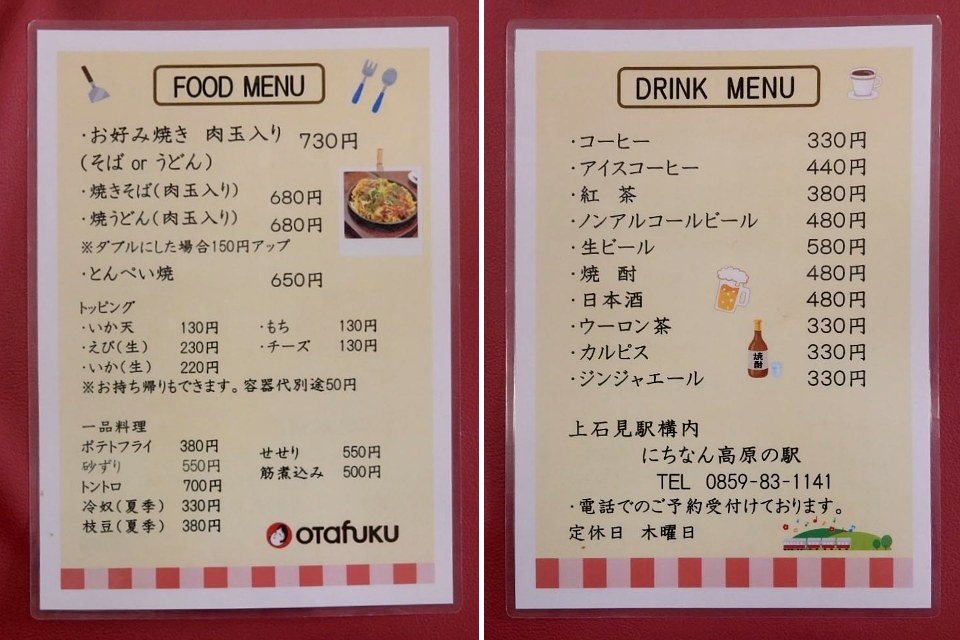 FOOD MENU
・お好み焼き 肉玉入り 730円
(そば or うどん)
・焼きそば(肉玉入り) 680円
・焼うどん(肉玉入り) 680円
※ダブルにした場合150円アップ
・とんぺい焼 650円
トッピング
・いか天 130円 ・もち 130円
・えび(生) 230円 ・チーズ 130円
・いか(生) 220円
※お持ち帰りもできます。容器代別途50円
一品料理
ポテトフライ 380円 せせり 550円
砂ずり 550円 筋煮込み 500円
トントロ 700円
冷奴(夏季) 330円
枝豆(夏季) 380円
OTAFUKU
DRINK MENU
・コーヒー 330円
・アイスコーヒー 440円
・紅 茶 380円
・ノンアルコールビール 480円
・生ビール 580円
・焼 酎 480円
・日本酒 480円
・ウーロン茶 330円
・カルピス 330円
・ジンジャエール 330円
焼酎
上石見駅構内
にちなん高原の駅
TEL 0859-83-1141
・電話でのご予約受付けております。
定休日 木曜日